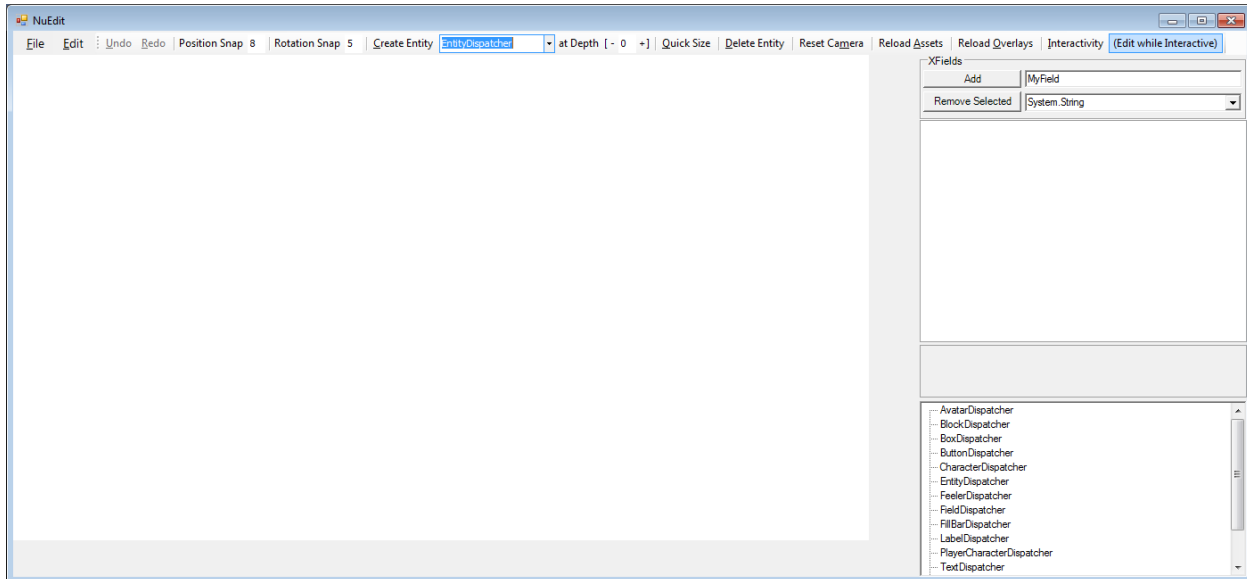 NuEdit
File Edit Undo Redo Position Snap 8 Rotation Snap 5 Create Entity EntityDispatcher at Depth [ - 0 +] Quick Size Delete Entity Reset Camera Reload Assets Reload Overlays Interactivity (Edit while Interactive)
XFields
Add MyField
Remove Selected System.String
AvatarDispatcher
BlockDispatcher
BoxDispatcher
ButtonDispatcher
CharacterDispatcher
EntityDispatcher
FeelerDispatcher
FieldDispatcher
FillBarDispatcher
LabelDispatcher
PlayerCharacterDispatcher
TextDispatcher